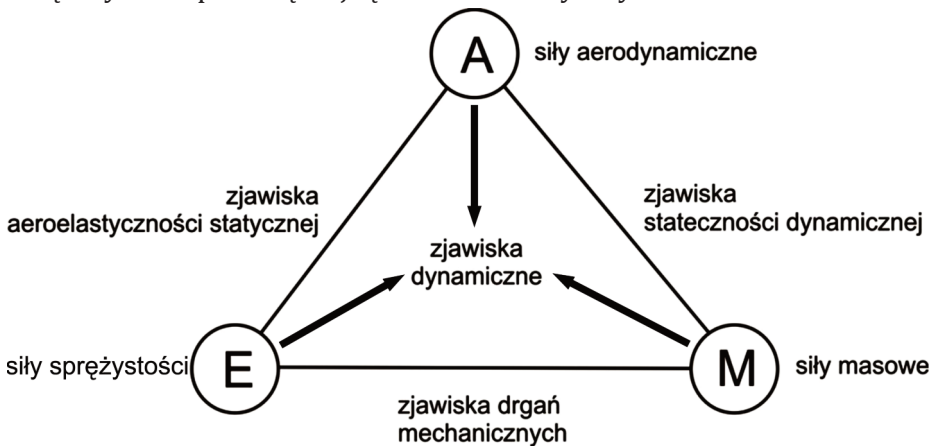 A
siły aerodynamiczne
zjawiska
aeroelastyczności statycznej
zjawiska
stateczności dynamicznej
zjawiska
dynamiczne
siły sprężystości
E
M
siły masowe
zjawiska drgań
mechanicznych